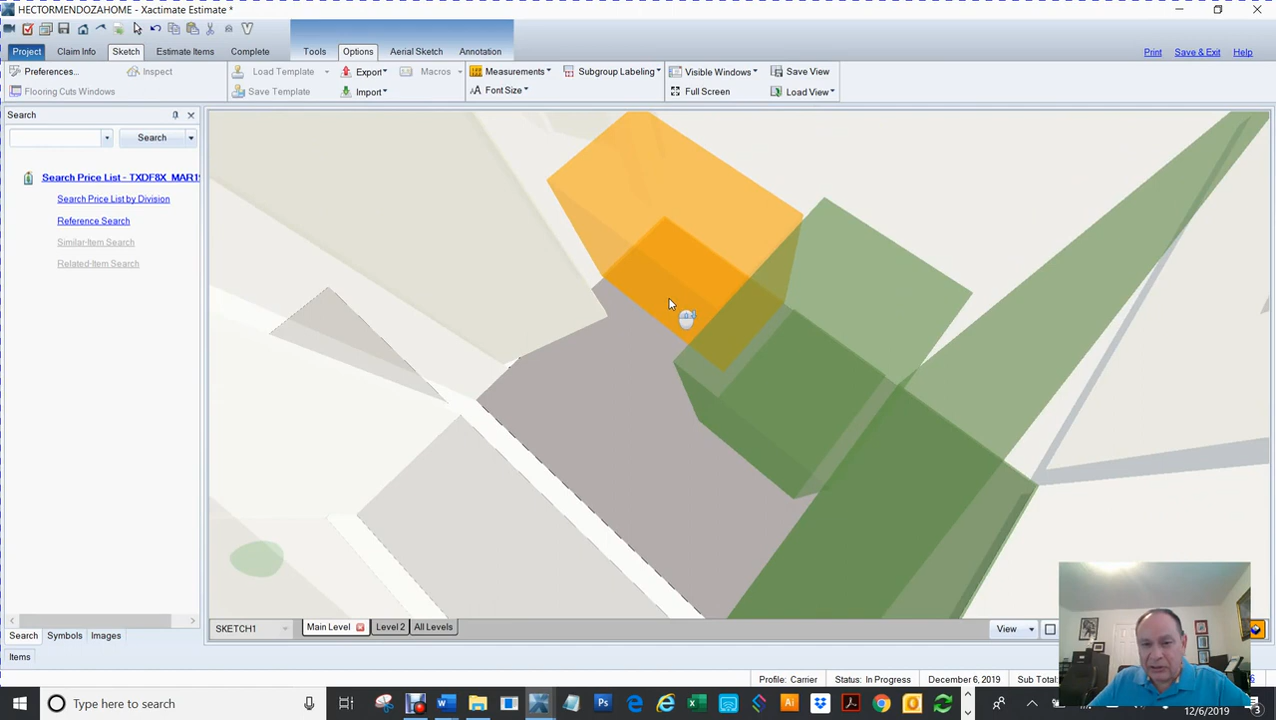 HECTORMENDOZAHOME - Xactimate Estimate *
Project Claim Info Sketch Estimate Items Complete Tools Options Aerial Sketch Annotation Print Save & Exit Help
Preferences... Inspect Load Template Export Macros Measurements Subgroup Labeling Visible Windows Save View
Flooring Cuts Windows Save Template Import Font Size Full Screen Load View
Search
Search
Search Price List - TXDF8X_MAR1
Search Price List by Division
Reference Search
Similar-Item Search
Related-Item Search
SKETCH1 Main Level Level 2 All Levels View
Search Symbols Images
Items
Profile: Carrier Status: In Progress December 6, 2019 Sub Tot
Type here to search
12/6/2019